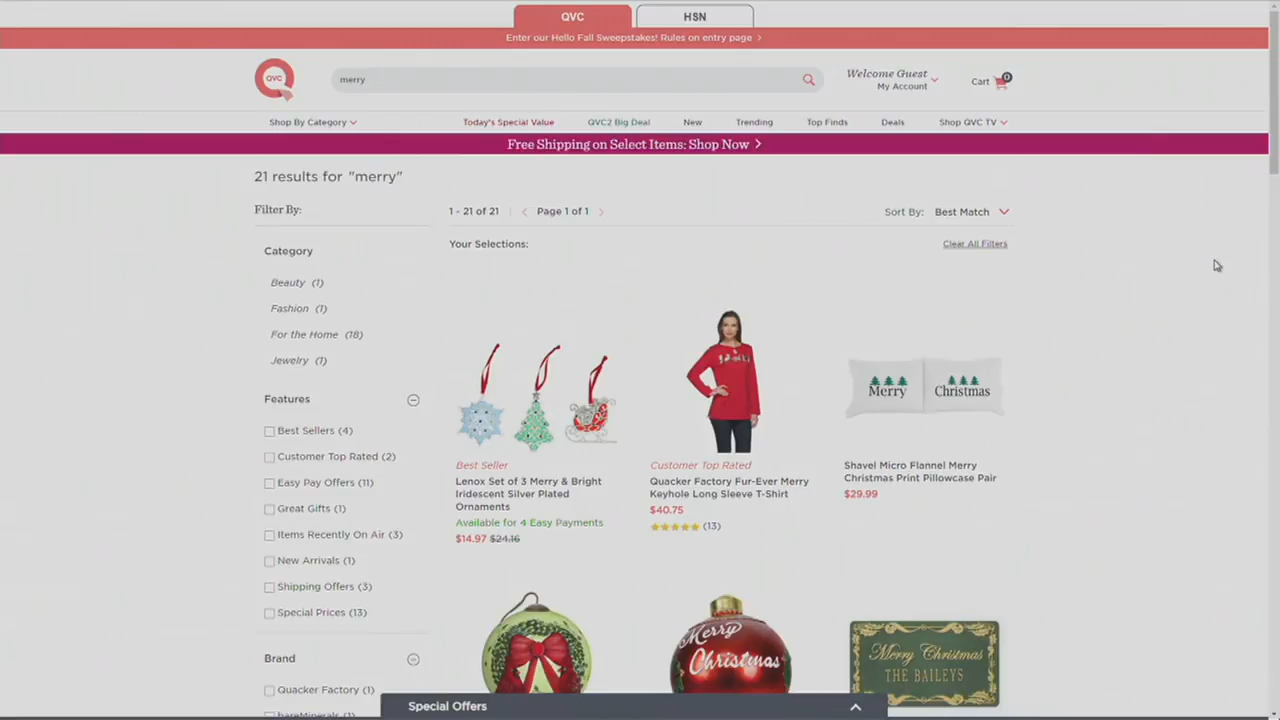 QVC
HSN
Enter our Hello Fall Sweepstakes! Rules on entry page >
QVC
merry
Welcome Guest
My Account
Cart
0
Shop By Category
Today's Special Value
QVC2 Big Deal
New
Trending
Top Finds
Deals
Shop QVC TV
Free Shipping on Select Items: Shop Now >
21 results for "merry"
Filter By:
1 - 21 of 21
Page 1 of 1
Sort By: Best Match
Your Selections:
Clear All Filters
Category
Beauty (1)
Fashion (1)
For the Home (18)
Jewelry (1)
Features
Best Sellers (4)
Customer Top Rated (2)
Easy Pay Offers (11)
Great Gifts (1)
Items Recently On Air (3)
New Arrivals (1)
Shipping Offers (3)
Special Prices (13)
Brand
Quacker Factory (1)
bareMinerals (1)
Best Seller
Lenox Set of 3 Merry & Bright
Iridescent Silver Plated
Ornaments
Available for 4 Easy Payments
$14.97 $24.16
Customer Top Rated
Quacker Factory Fur-Ever Merry
Keyhole Long Sleeve T-Shirt
$40.75
(13)
Merry
Christmas
Shavel Micro Flannel Merry
Christmas Print Pillowcase Pair
$29.99
Merry
Christmas
Merry Christmas
THE BAILEYS
Special Offers